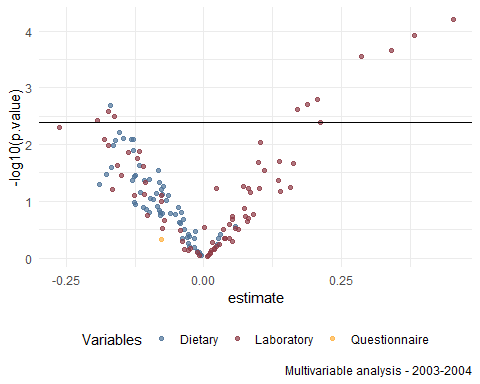 4
3
2
1
0
-log10(p.value)
-0.25 0.00 0.25
estimate
Variables Dietary Laboratory Questionnaire
Multivariable analysis - 2003-2004